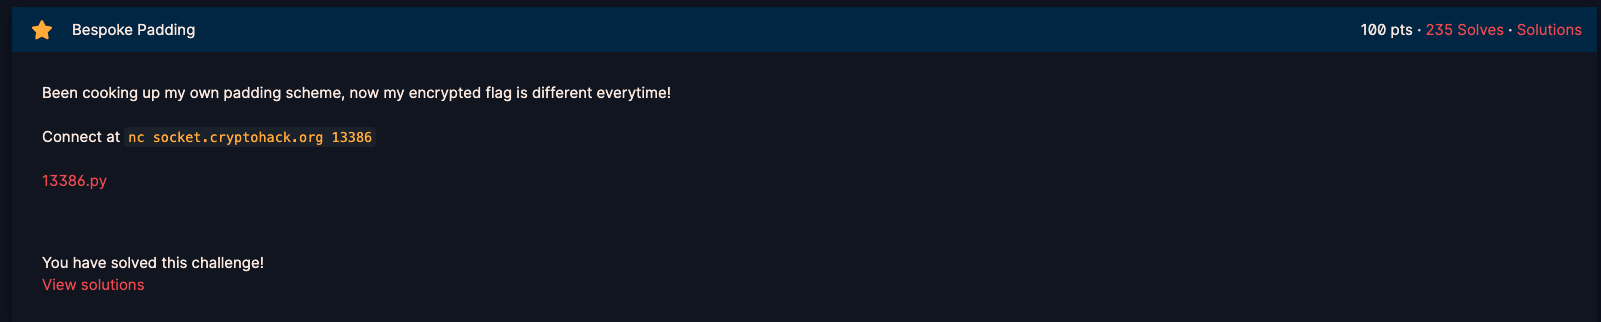 Bespoke Padding 100 pts · 235 Solves · Solutions
Been cooking up my own padding scheme, now my encrypted flag is different everytime!
Connect at nc socket.cryptohack.org 13386
13386.py
You have solved this challenge!
View solutions